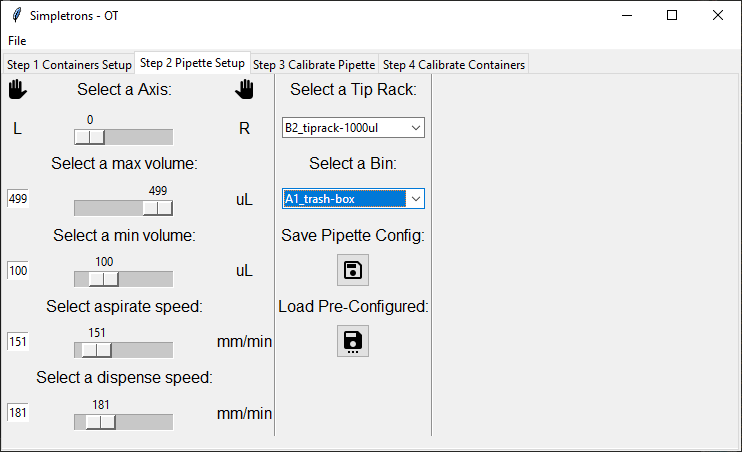 Simpletrons - OT
File
Step 1 Containers Setup Step 2 Pipette Setup Step 3 Calibrate Pipette Step 4 Calibrate Containers
Select a Axis:
0
L R
Select a max volume:
499
499 uL
Select a min volume:
100
100 uL
Select aspirate speed:
151
151 mm/min
Select a dispense speed:
181
181 mm/min
Select a Tip Rack:
B2_tiprack-1000ul
Select a Bin:
A1_trash-box
Save Pipette Config:
Load Pre-Configured: